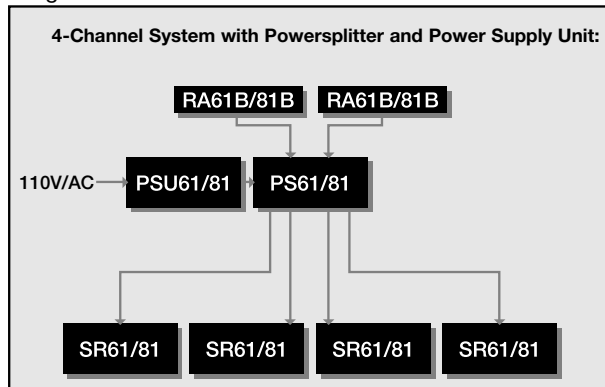 4-Channel System with Powersplitter and Power Supply Unit:
RA61B/81B RA61B/81B
110V/AC PSU61/81 PS61/81
SR61/81 SR61/81 SR61/81 SR61/81